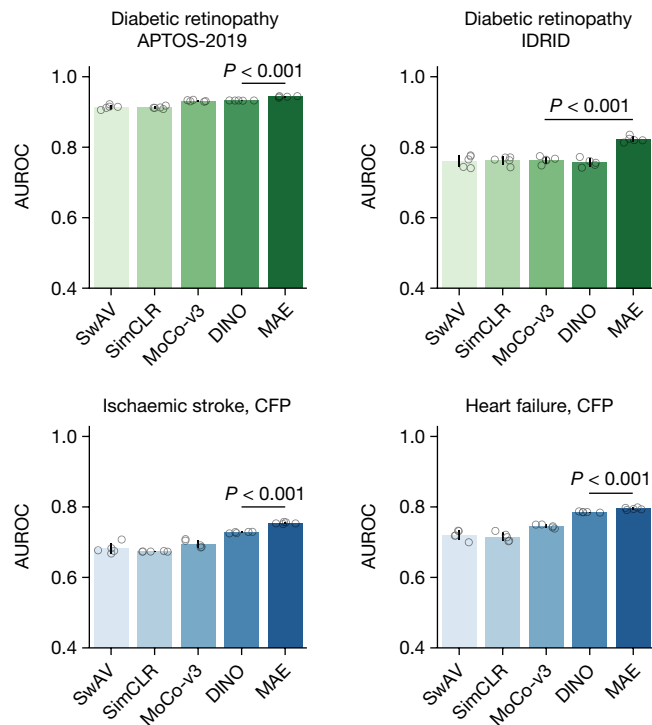 Diabetic retinopathy
APTOS-2019
AUROC
1.0
0.8
0.6
0.4
P < 0.001
SwAV
SimCLR
MoCo-v3
DINO
MAE
Diabetic retinopathy
IDRID
AUROC
1.0
0.8
0.6
0.4
P < 0.001
SwAV
SimCLR
MoCo-v3
DINO
MAE
Ischaemic stroke, CFP
AUROC
1.0
0.8
0.6
0.4
P < 0.001
SwAV
SimCLR
MoCo-v3
DINO
MAE
Heart failure, CFP
AUROC
1.0
0.8
0.6
0.4
P < 0.001
SwAV
SimCLR
MoCo-v3
DINO
MAE